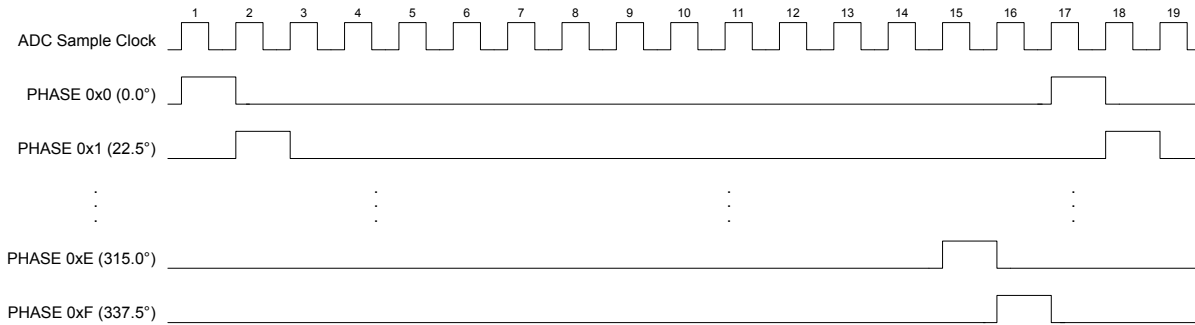 1 2 3 4 5 6 7 8 9 10 11 12 13 14 15 16 17 18 19
ADC Sample Clock
PHASE 0x0 (0.0°)
PHASE 0x1 (22.5°)
PHASE 0xE (315.0°)
PHASE 0xF (337.5°)